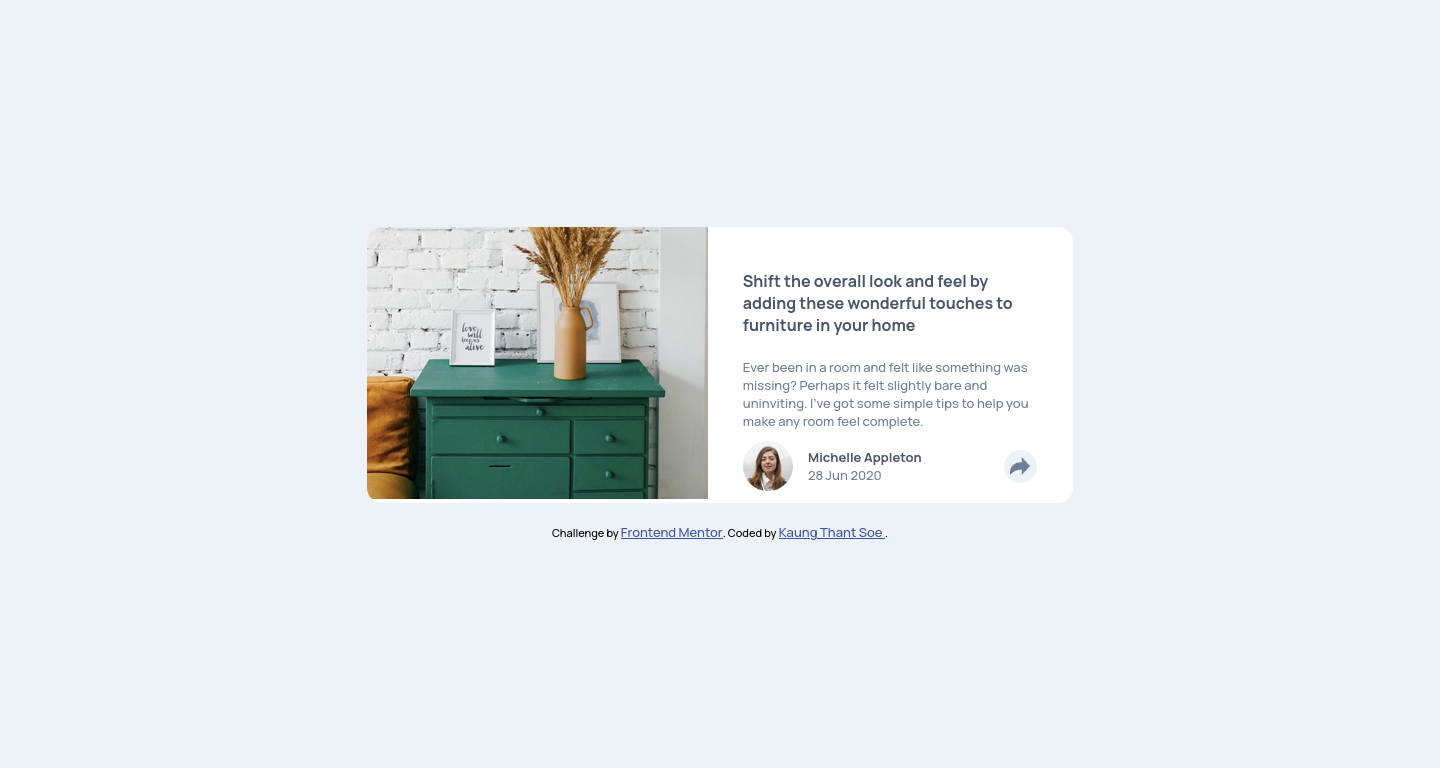 love
will
keep us
alive
Shift the overall look and feel by
adding these wonderful touches to
furniture in your home
Ever been in a room and felt like something was
missing? Perhaps it felt slightly bare and
uninviting. I've got some simple tips to help you
make any room feel complete.
Michelle Appleton
28 Jun 2020
Challenge by Frontend Mentor. Coded by Kaung Thant Soe .